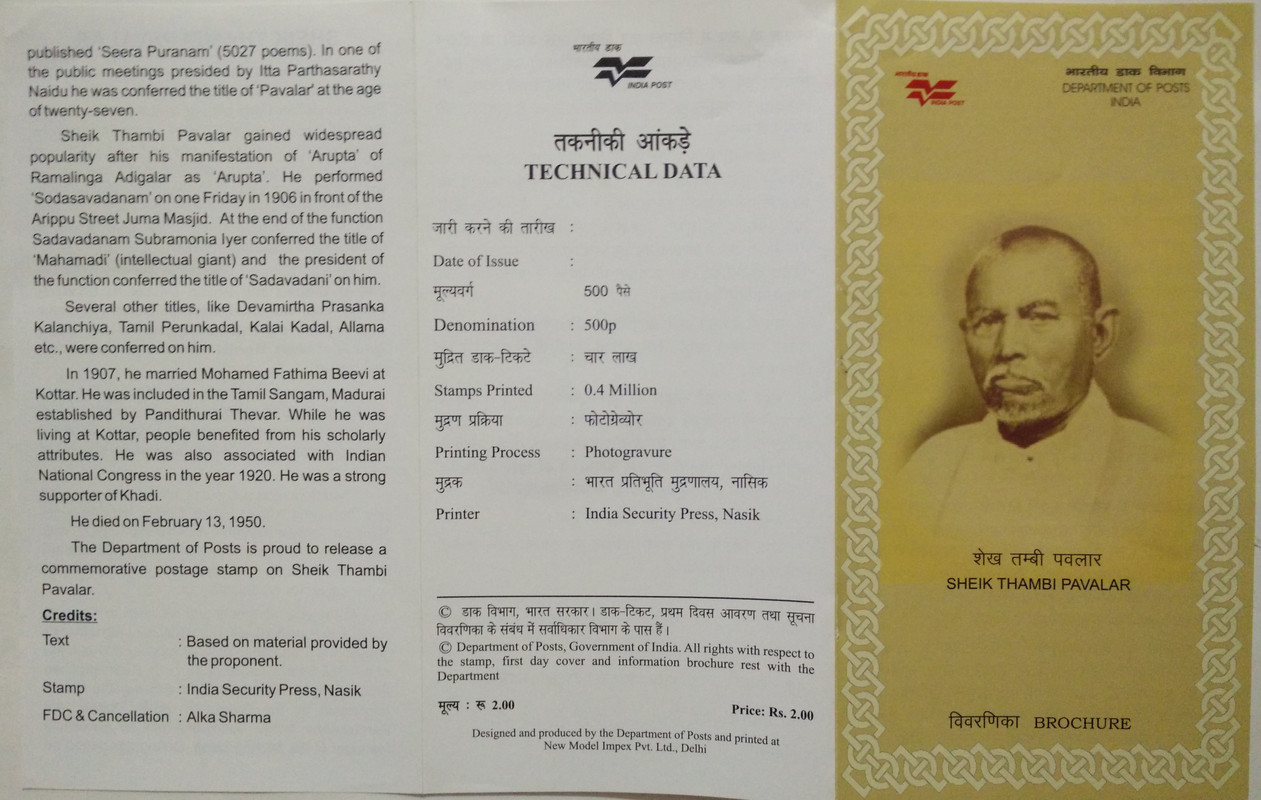 published 'Seera Puranam' (5027 poems). In one of
the public meetings presided by Itta Parthasarathy
Naidu he was conferred the title of 'Pavalar' at the age
of twenty-seven.
Sheik Thambi Pavalar gained widespread
popularity after his manifestation of 'Arupta' of
Ramalinga Adigalar as 'Arupta'. He performed
'Sodasavadanam' on one Friday in 1906 in front of the
Arippu Street Juma Masjid. At the end of the function
Sadavadanam Subramonia Iyer conferred the title of
'Mahamadi' (intellectual giant) and the president of
the function conferred the title of 'Sadavadani' on him.
Several other titles, like Devamirtha Prasanka
Kalanchiya, Tamil Perunkadal, Kalai Kadal, Allama
etc., were conferred on him.
In 1907, he married Mohamed Fathima Beevi at
Kottar. He was included in the Tamil Sangam, Madurai
established by Pandithurai Thevar. While he was
living at Kottar, people benefited from his scholarly
attributes. He was also associated with Indian
National Congress in the year 1920. He was a strong
supporter of Khadi.
He died on February 13, 1950.
The Department of Posts is proud to release a
commemorative postage stamp on Sheik Thambi
Pavalar.
Credits:
Text : Based on material provided by
the proponent.
Stamp : India Security Press, Nasik
FDC & Cancellation : Alka Sharma
भारतीय डाक
INDIA POST
तकनीकी आंकड़े
TECHNICAL DATA
जारी करने की तारीख :
Date of Issue :
मूल्यवर्ग 500 पैसे
Denomination : 500p
मुद्रित डाक-टिकटे : चार लाख
Stamps Printed : 0.4 Million
मुद्रण प्रक्रिया : फोटोग्रेव्योर
Printing Process : Photogravure
मुद्रक : भारत प्रतिभूति मुद्रणालय, नासिक
Printer : India Security Press, Nasik
© डाक विभाग, भारत सरकार। डाक-टिकट, प्रथम दिवस आवरण तथा सूचना
विवरणिका के संबंध में सर्वाधिकार विभाग के पास हैं।
© Department of Posts, Government of India. All rights with respect to
the stamp, first day cover and information brochure rest with the
Department
मूल्य : रू 2.00 Price: Rs. 2.00
Designed and produced by the Department of Posts and printed at
New Model Impex Pvt. Ltd., Delhi
भारतीय डाक
INDIA POST
भारतीय डाक विभाग
DEPARTMENT OF POSTS
INDIA
शेख तम्बी पवलार
SHEIK THAMBI PAVALAR
विवरणिका BROCHURE